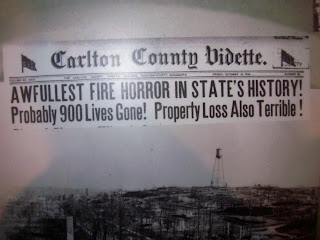 Carlton County Vidette.
AWFULLEST FIRE HORROR IN STATE'S HISTORY!
Probably 900 Lives Gone! Property Loss Also Terrible!